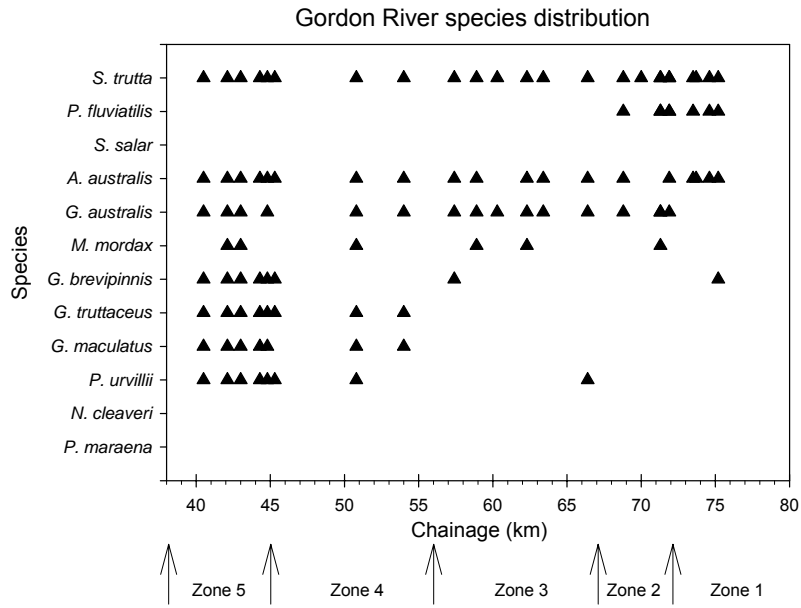 Gordon River species distribution
Species
S. trutta
P. fluviatilis
S. salar
A. australis
G. australis
M. mordax
G. brevipinnis
G. truttaceus
G. maculatus
P. urvillii
N. cleaveri
P. maraena
40 45 50 55 60 65 70 75 80
Chainage (km)
Zone 5 Zone 4 Zone 3 Zone 2 Zone 1